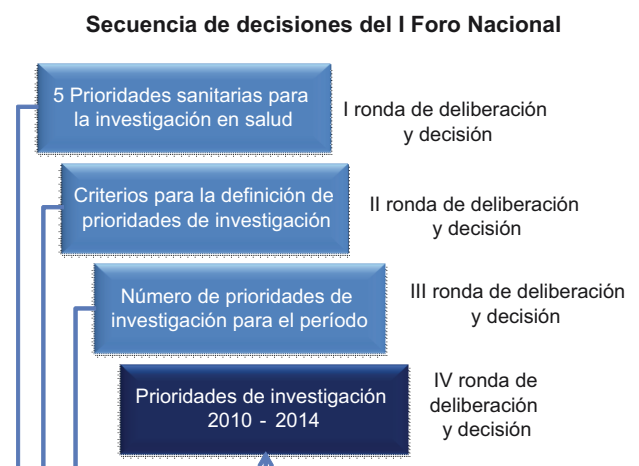 Secuencia de decisiones del I Foro Nacional
5 Prioridades sanitarias para
la investigación en salud
I ronda de deliberación
y decisión
Criterios para la definición de
prioridades de investigación
II ronda de deliberación
y decisión
Número de prioridades de
investigación para el período
III ronda de deliberación
y decisión
Prioridades de investigación
2010 - 2014
IV ronda de
deliberación
y decisión